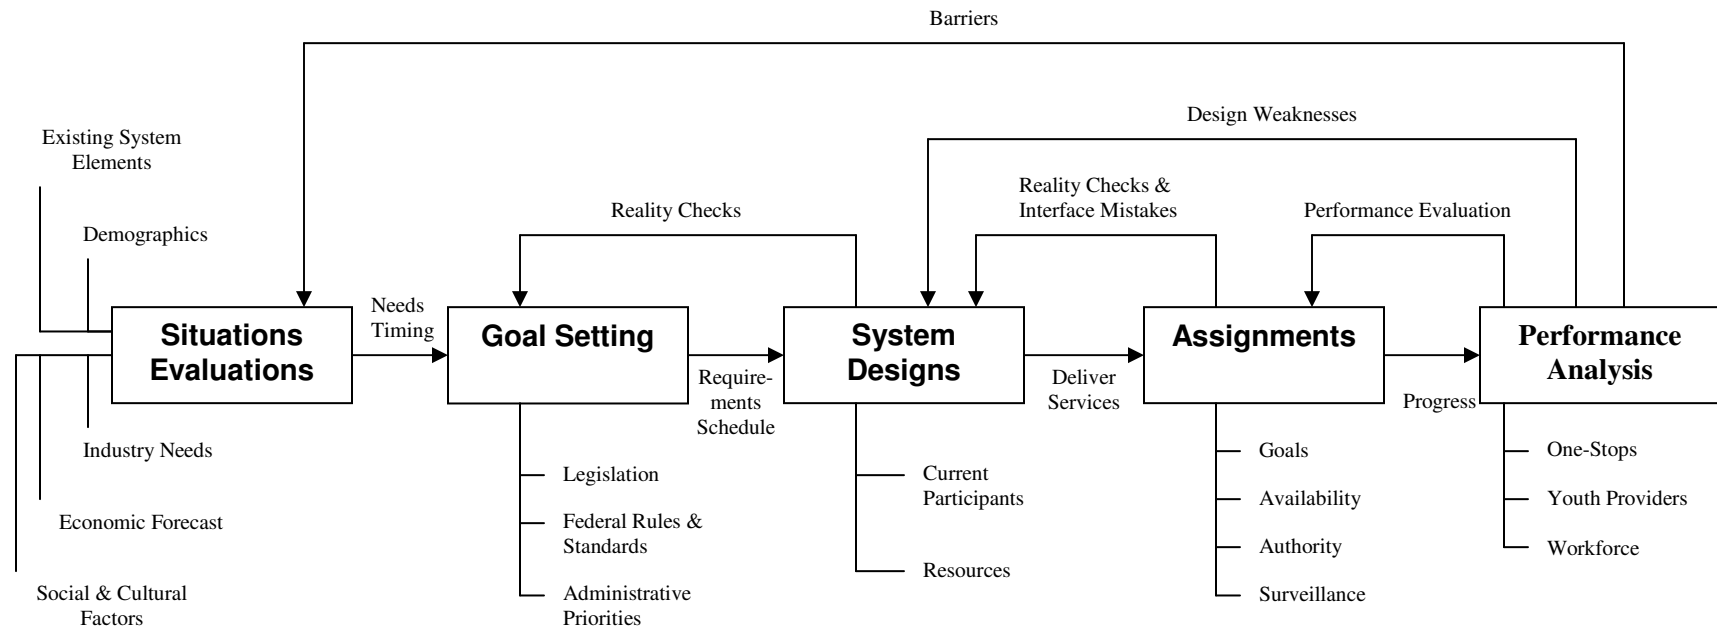 Barriers
Design Weaknesses
Existing System
Elements
Reality Checks &
Interface Mistakes
Reality Checks
Performance Evaluation
Demographics
Needs
Timing
Situations
Evaluations
Goal Setting
System
Designs
Assignments
Performance
Analysis
Require-
ments
Schedule
Deliver
Services
Progress
Industry Needs
Economic Forecast
Social & Cultural
Factors
Legislation
Federal Rules &
Standards
Administrative
Priorities
Current
Participants
Resources
Goals
Availability
Authority
Surveillance
One-Stops
Youth Providers
Workforce